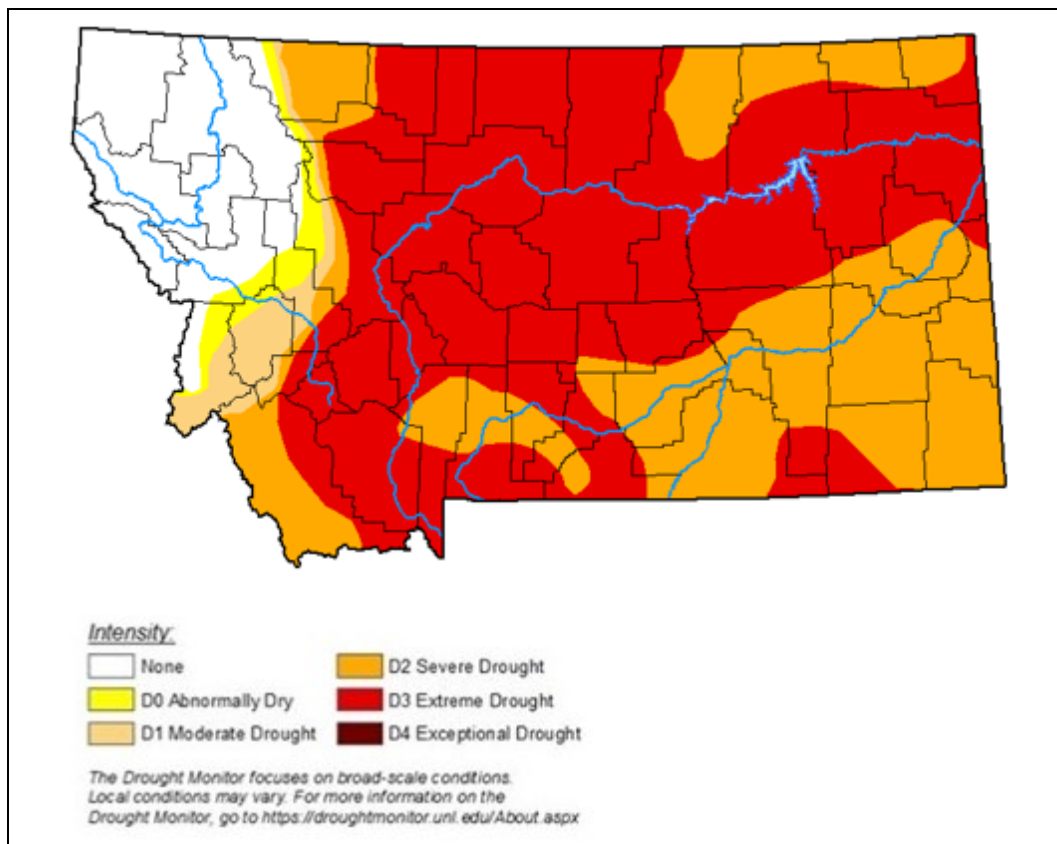 Intensity:
None
D0 Abnormally Dry
D1 Moderate Drought
D2 Severe Drought
D3 Extreme Drought
D4 Exceptional Drought
The Drought Monitor focuses on broad-scale conditions.
Local conditions may vary. For more information on the
Drought Monitor, go to https://droughtmonitor.unl.edu/About.aspx